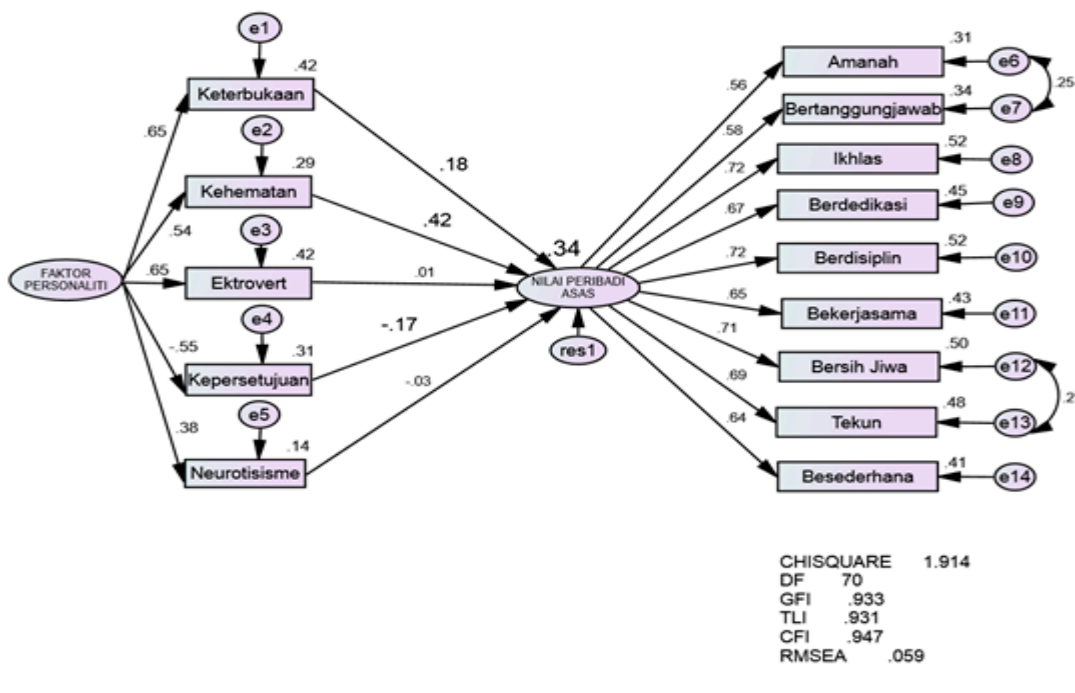 e1
.42
Keterbukaan
e2
.65
.29
Kehematan
.54
e3
.42
.65
Ektrovert
FAKTOR
PERSONALITI
e4
-.55
.31
Kepersetujuan
e5
.38
.14
Neurotisisme
.18
.42
.01
-.17
-.03
.34
NILAI PERIBADI
ASAS
res1
.56
.58
.72
.67
.72
.65
.71
.69
.64
.31
Amanah
e6
.25
.34
Bertanggungjawab
e7
.52
Ikhlas
e8
.45
Berdedikasi
e9
.52
Berdisiplin
e10
.43
Bekerjasama
e11
.50
Bersih Jiwa
e12
.48
Tekun
e13
.41
Besederhana
e14
CHISQUARE 1.914
DF 70
GFI .933
TLI .931
CFI .947
RMSEA .059